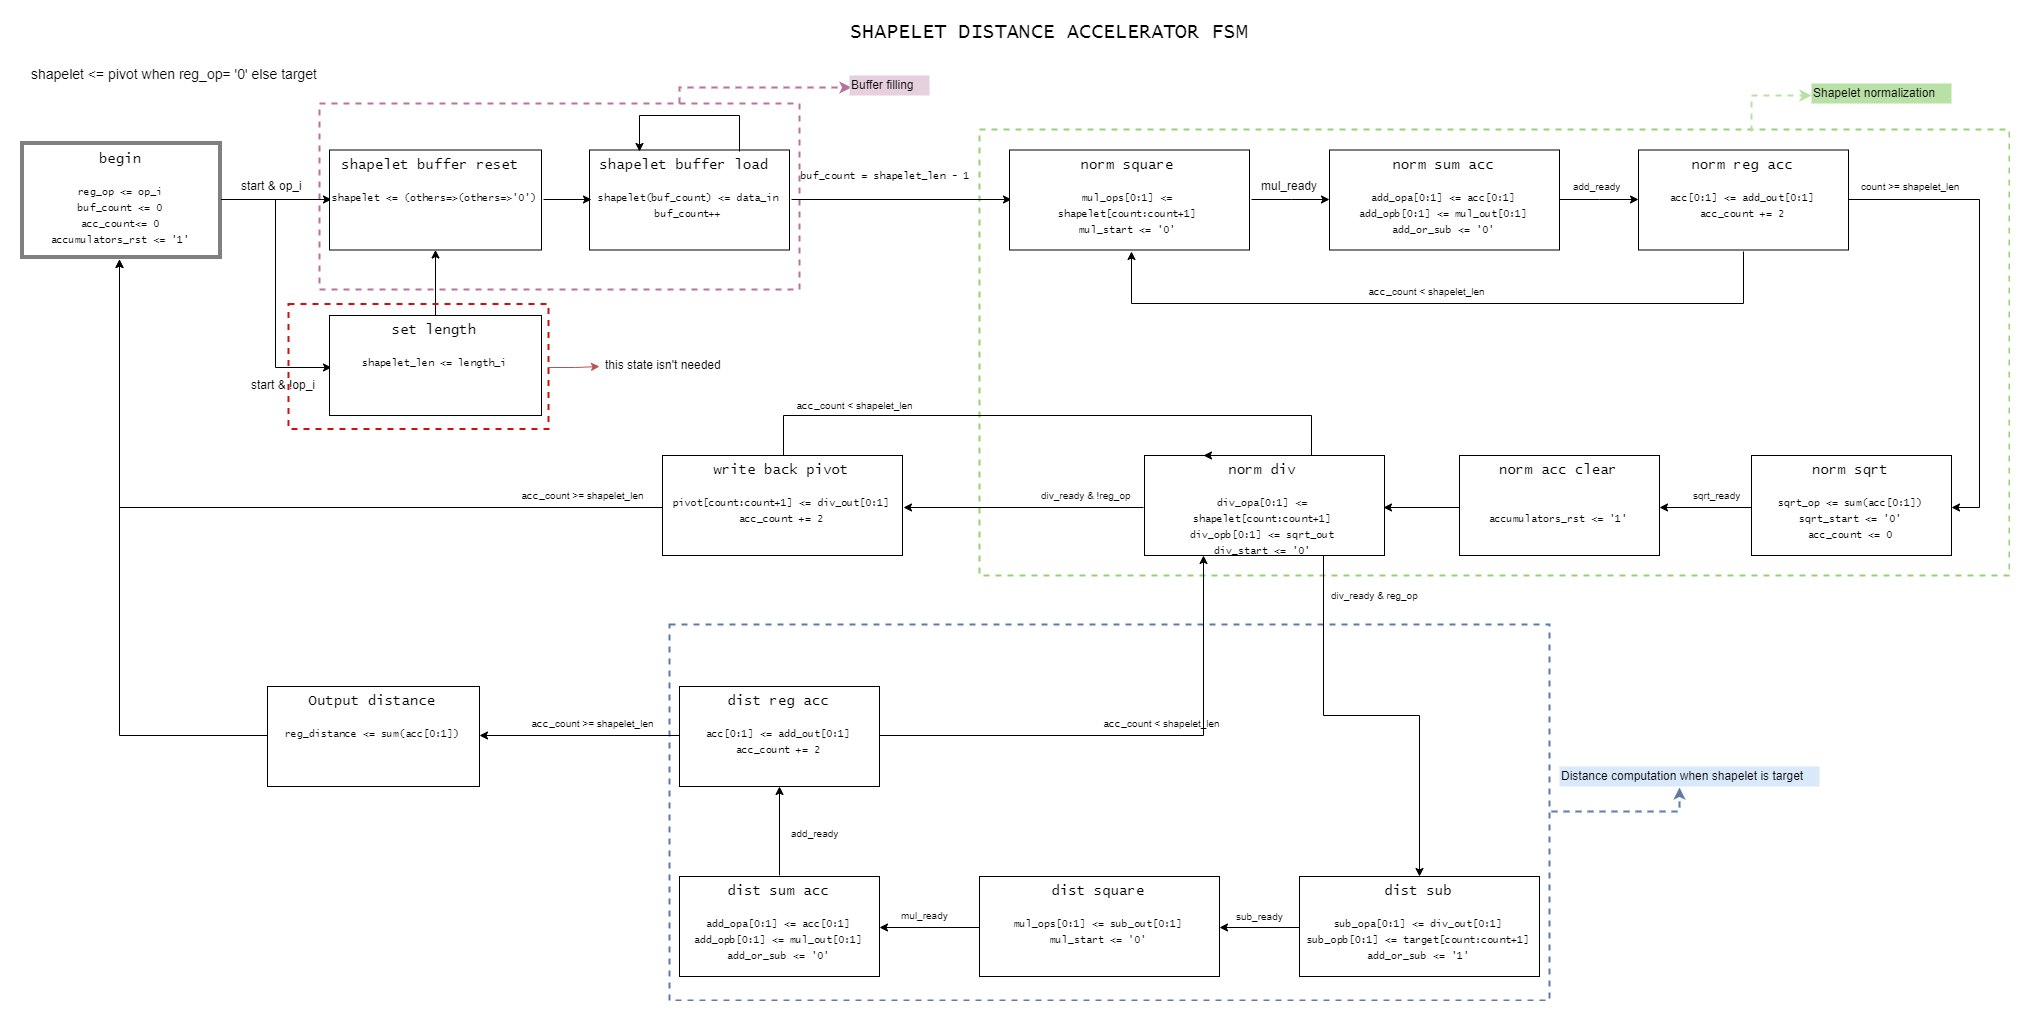 SHAPELET DISTANCE ACCELERATOR FSM
shapelet <= pivot when reg_op= '0' else target
Buffer filling
Shapelet normalization
begin
reg_op <= op_i
buf_count <= 0
acc_count<= 0
accumulators_rst <= '1'
start & op_i
shapelet buffer reset
shapelet <= (others=>(others=>'0')
shapelet buffer load
shapelet(buf_count) <= data_in
buf_count++
buf_count = shapelet_len - 1
norm square
mul_ops[0:1] <=
shapelet[count:count+1]
mul_start <= '0'
mul_ready
norm sum acc
add_opa[0:1] <= acc[0:1]
add_opb[0:1] <= mul_out[0:1]
add_or_sub <= '0'
add_ready
norm reg acc
acc[0:1] <= add_out[0:1]
acc_count += 2
count >= shapelet_len
acc_count < shapelet_len
set length
shapelet_len <= length_i
start & !op_i
this state isn't needed
acc_count < shapelet_len
write back pivot
pivot[count:count+1] <= div_out[0:1]
acc_count += 2
acc_count >= shapelet_len
div_ready & !reg_op
norm div
div_opa[0:1] <=
shapelet[count:count+1]
div_opb[0:1] <= sqrt_out
div_start <= '0'
norm acc clear
accumulators_rst <= '1'
sqrt_ready
norm sqrt
sqrt_op <= sum(acc[0:1])
sqrt_start <= '0'
acc_count <= 0
div_ready & reg_op
Output distance
reg_distance <= sum(acc[0:1])
acc_count >= shapelet_len
dist reg acc
acc[0:1] <= add_out[0:1]
acc_count += 2
acc_count < shapelet_len
Distance computation when shapelet is target
add_ready
dist sum acc
add_opa[0:1] <= acc[0:1]
add_opb[0:1] <= mul_out[0:1]
add_or_sub <= '0'
mul_ready
dist square
mul_ops[0:1] <= sub_out[0:1]
mul_start <= '0'
sub_ready
dist sub
sub_opa[0:1] <= div_out[0:1]
sub_opb[0:1] <= target[count:count+1]
add_or_sub <= '1'